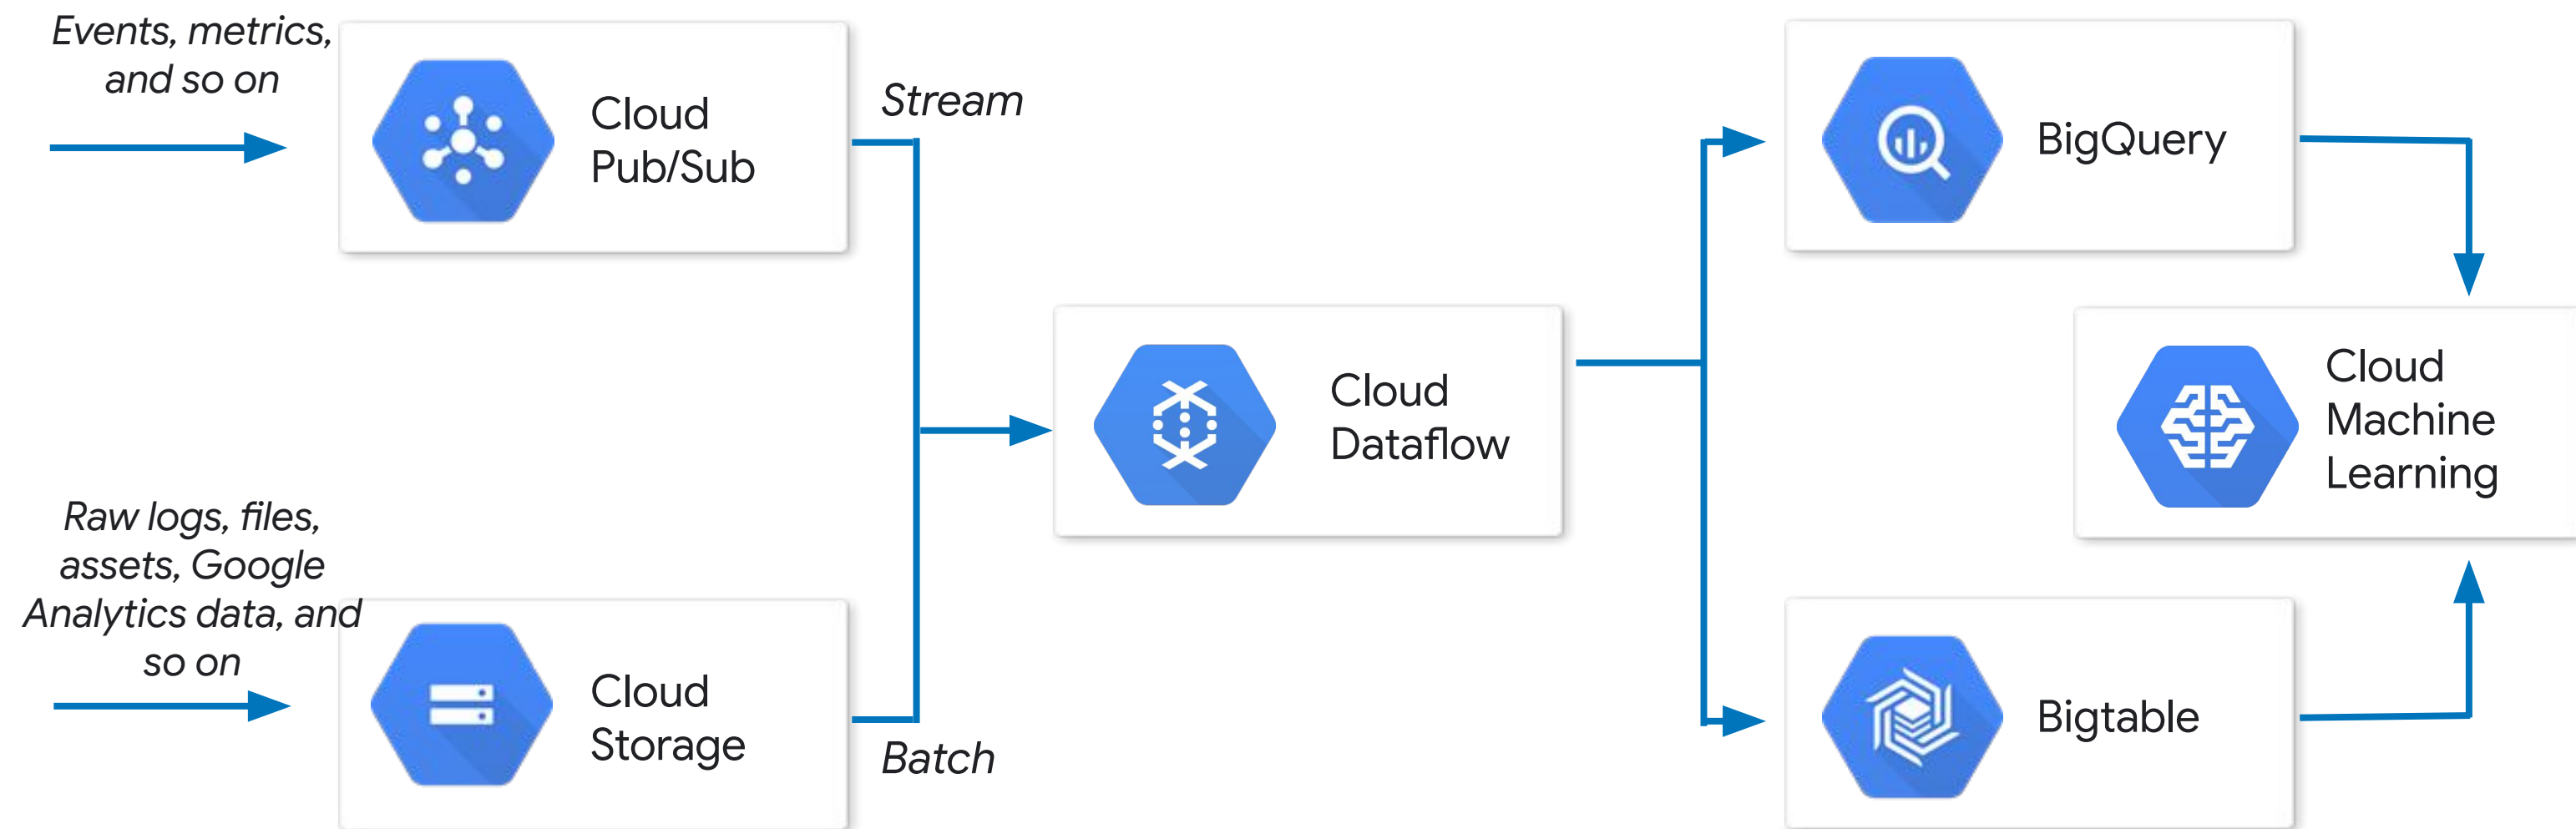 Events, metrics,
and so on
Cloud
Pub/Sub
Stream
Raw logs, files,
assets, Google
Analytics data, and
so on
Cloud
Storage
Batch
Cloud
Dataflow
BigQuery
Cloud
Machine
Learning
Bigtable